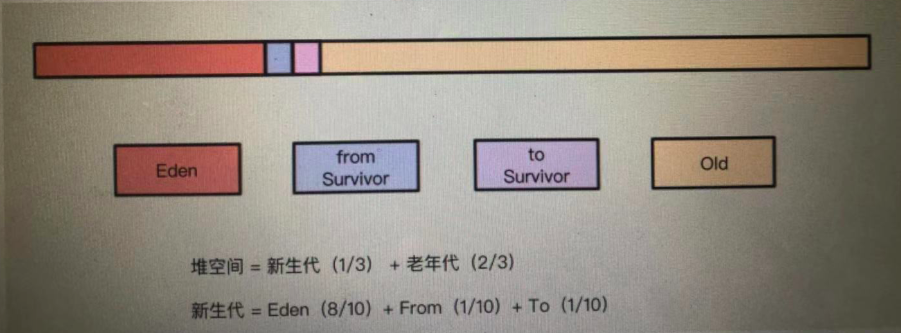 Eden
from
Survivor
to
Survivor
Old
堆空间 = 新生代（1/3） + 老年代（2/3）
新生代 = Eden（8/10）+ From（1/10）+ To（1/10）